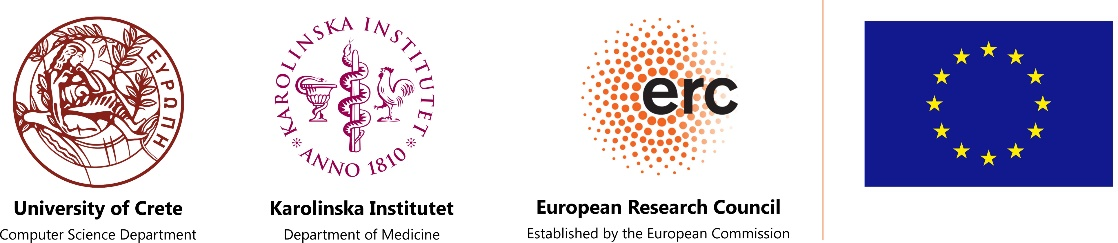 ΕΥΡΩΠΗ
University of Crete
Computer Science Department
KAROLINSKA INSTITUTET
ANNO 1810
Karolinska Institutet
Department of Medicine
erc
European Research Council
Established by the European Commission